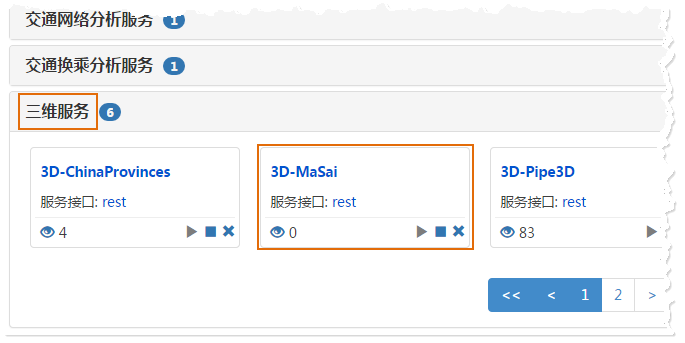 交通网络分析服务 1
交通换乘分析服务 1
三维服务 6
3D-ChinaProvinces
服务接口: rest
4
3D-MaSai
服务接口: rest
0
3D-Pipe3D
服务接口: rest
83
<< < 1 2 >